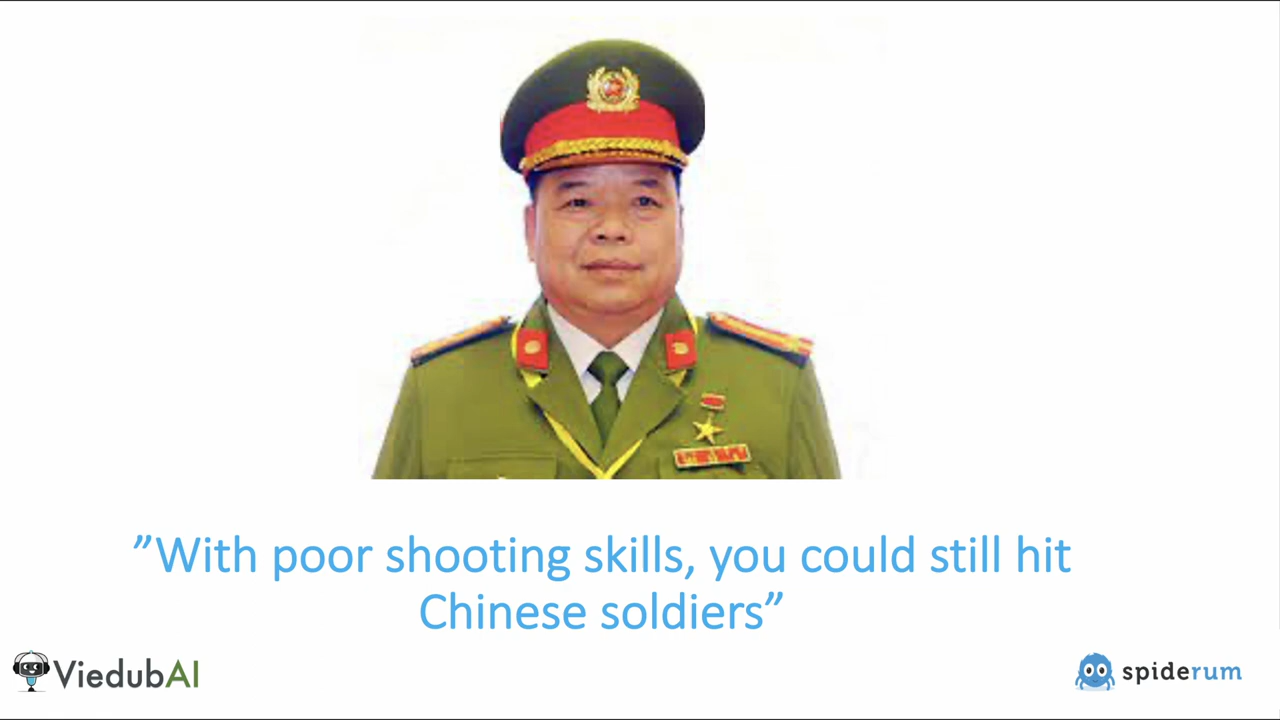 ”With poor shooting skills, you could still hit
Chinese soldiers”
ViedubAI
spiderum